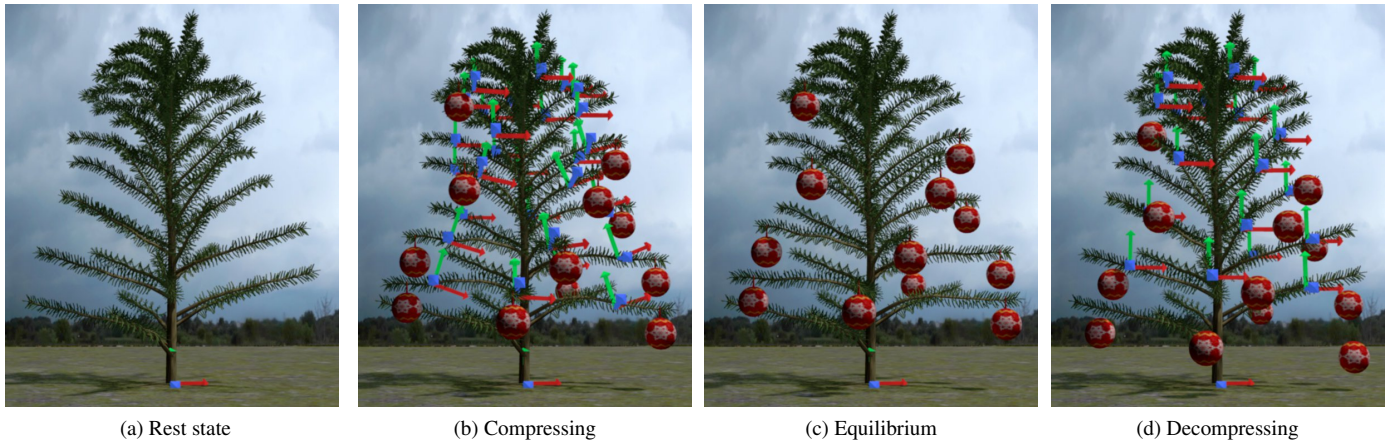 (a) Rest state
(b) Compressing
(c) Equilibrium
(d) Decompressing